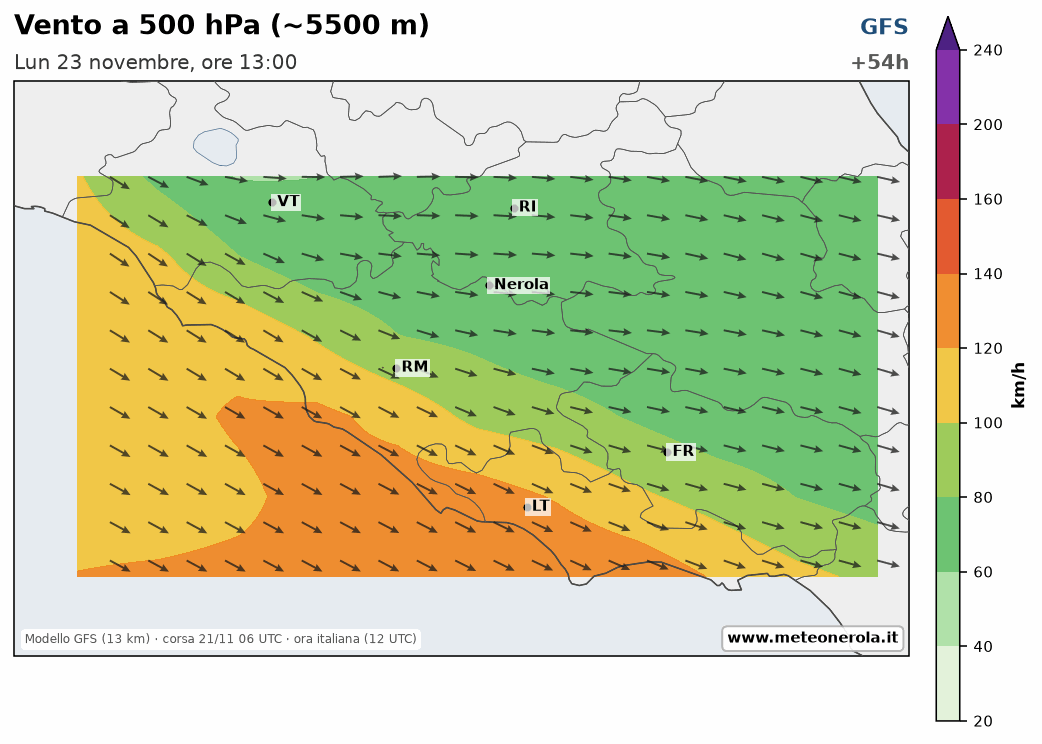 Vento a 500 hPa (~5500 m)
GFS
Lun 23 novembre, ore 13:00
+54h
VT
RI
Nerola
RM
FR
LT
240
200
160
140
120
100
80
60
40
20
km/h
Modello GFS (13 km) · corsa 21/11 06 UTC · ora italiana (12 UTC)
www.meteonerola.it